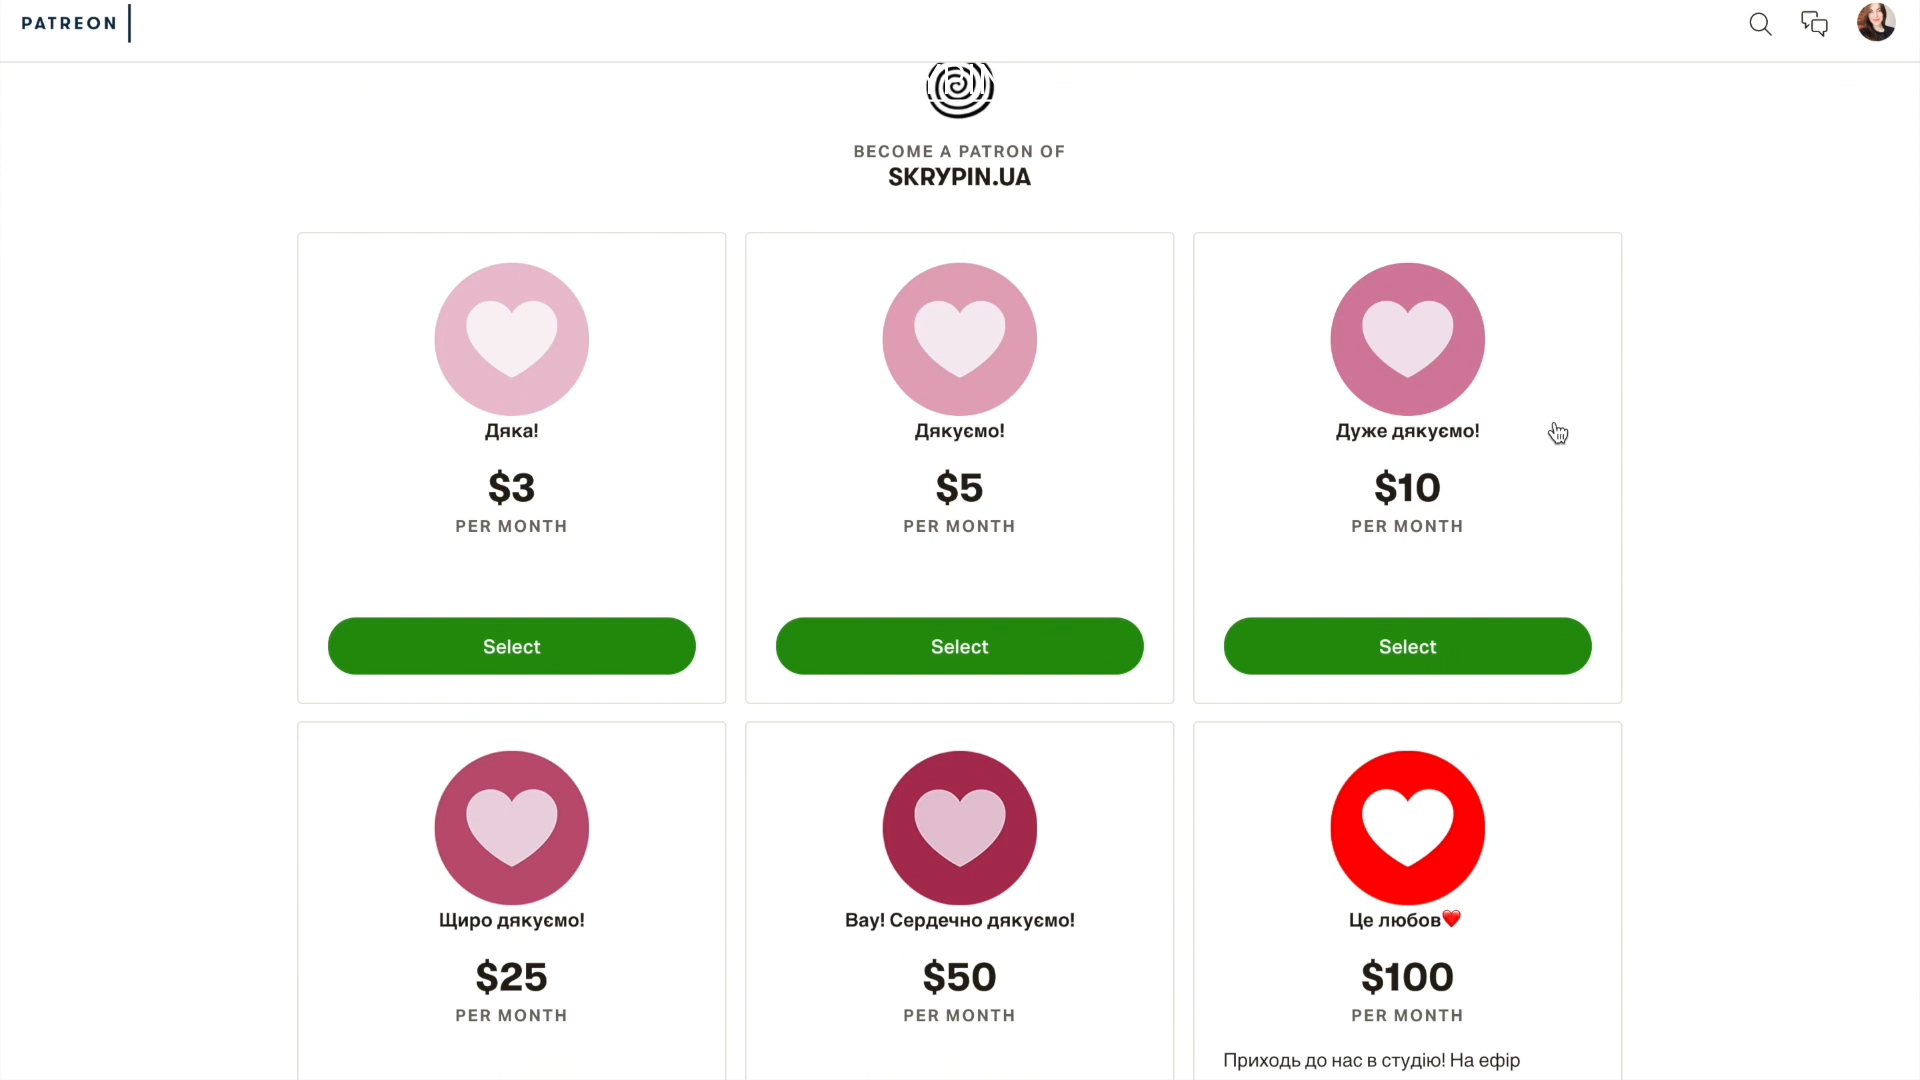 PATREON
BECOME A PATRON OF
SKRYPIN.UA
Дяка!
$3
PER MONTH
Select
Дякуємо!
$5
PER MONTH
Select
Дуже дякуємо!
$10
PER MONTH
Select
Щиро дякуємо!
$25
PER MONTH
Вау! Сердечно дякуємо!
$50
PER MONTH
Це любов❤️
$100
PER MONTH
Приходь до нас в студію! На ефір